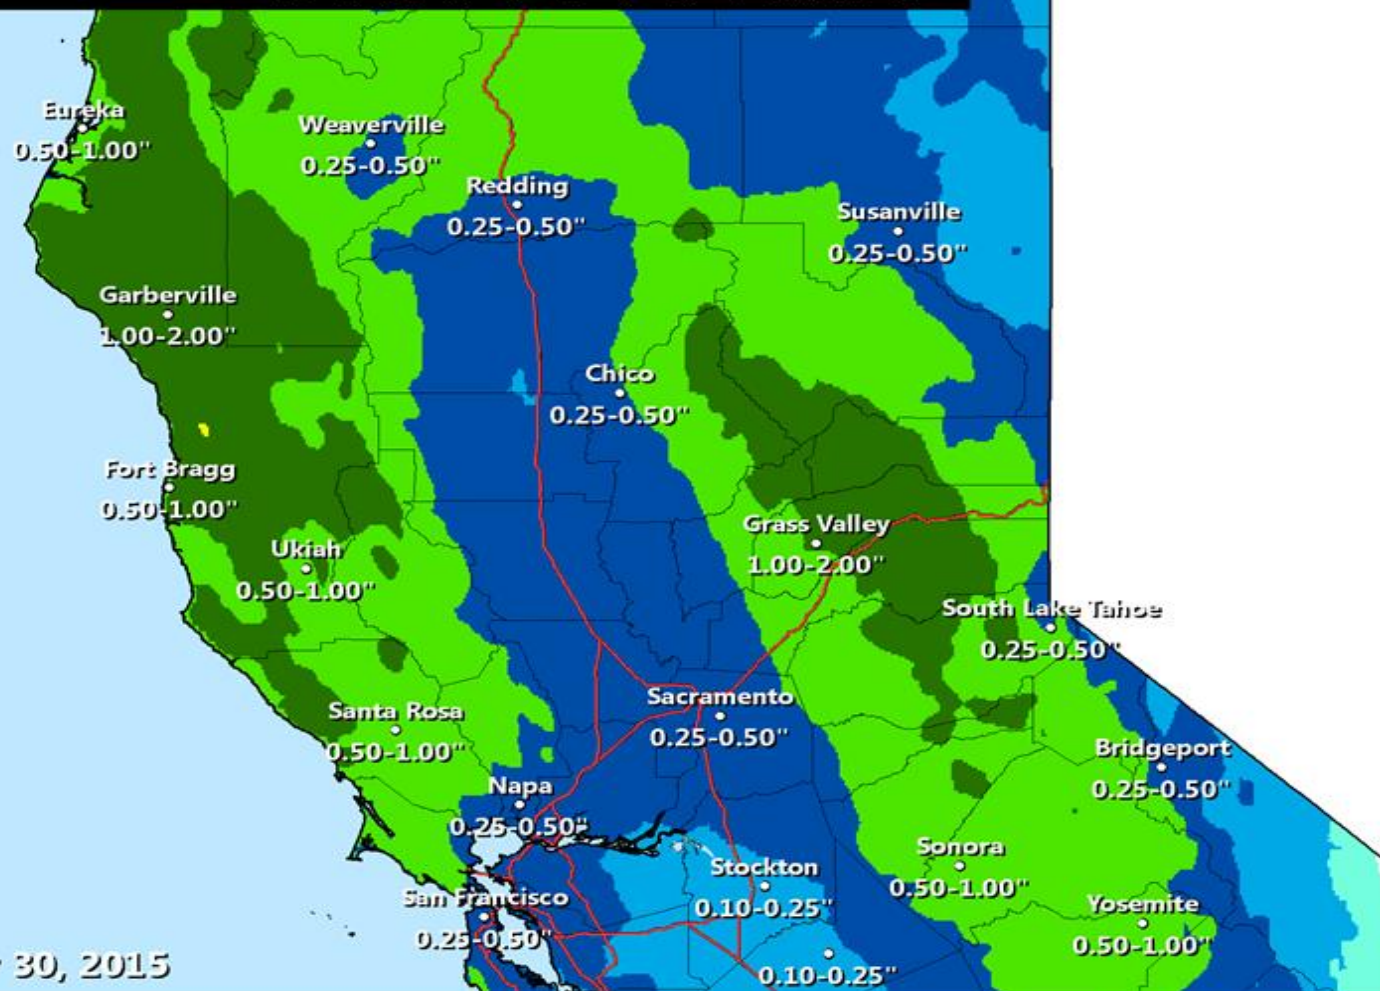 Eureka
0.50-1.00"
Weaverville
0.25-0.50"
Redding
0.25-0.50"
Susanville
0.25-0.50"
Garberville
1.00-2.00"
Chico
0.25-0.50"
Fort Bragg
0.50-1.00"
Grass Valley
1.00-2.00"
Ukiah
0.50-1.00"
South Lake Tahoe
0.25-0.50"
Sacramento
0.25-0.50"
Santa Rosa
0.50-1.00"
Bridgeport
0.25-0.50"
Napa
0.25-0.50"
Sonora
0.50-1.00"
Stockton
0.10-0.25"
San Francisco
0.25-0.50"
Yosemite
0.50-1.00"
0.10-0.25"
30, 2015